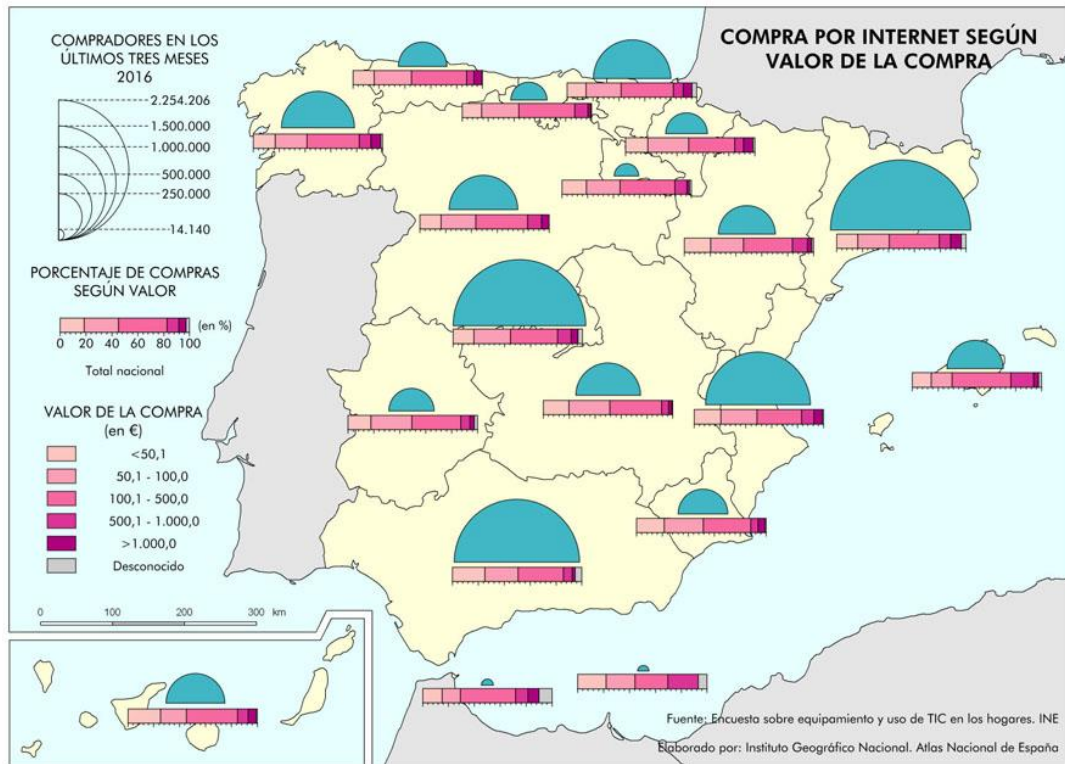 COMPRA POR INTERNET SEGÚN
VALOR DE LA COMPRA
COMPRADORES EN LOS
ÚLTIMOS TRES MESES
2016
2.254.206
1.500.000
1.000.000
500.000
250.000
14.140
PORCENTAJE DE COMPRAS
SEGÚN VALOR
(en %)
0 20 40 60 80 100
Total nacional
VALOR DE LA COMPRA
(en €)
<50,1
50,1 - 100,0
100,1 - 500,0
500,1 - 1.000,0
>1.000,0
Desconocido
0 100 200 300 km
Fuente: Encuesta sobre equipamiento y uso de TIC en los hogares. INE
Elaborado por: Instituto Geográfico Nacional. Atlas Nacional de España